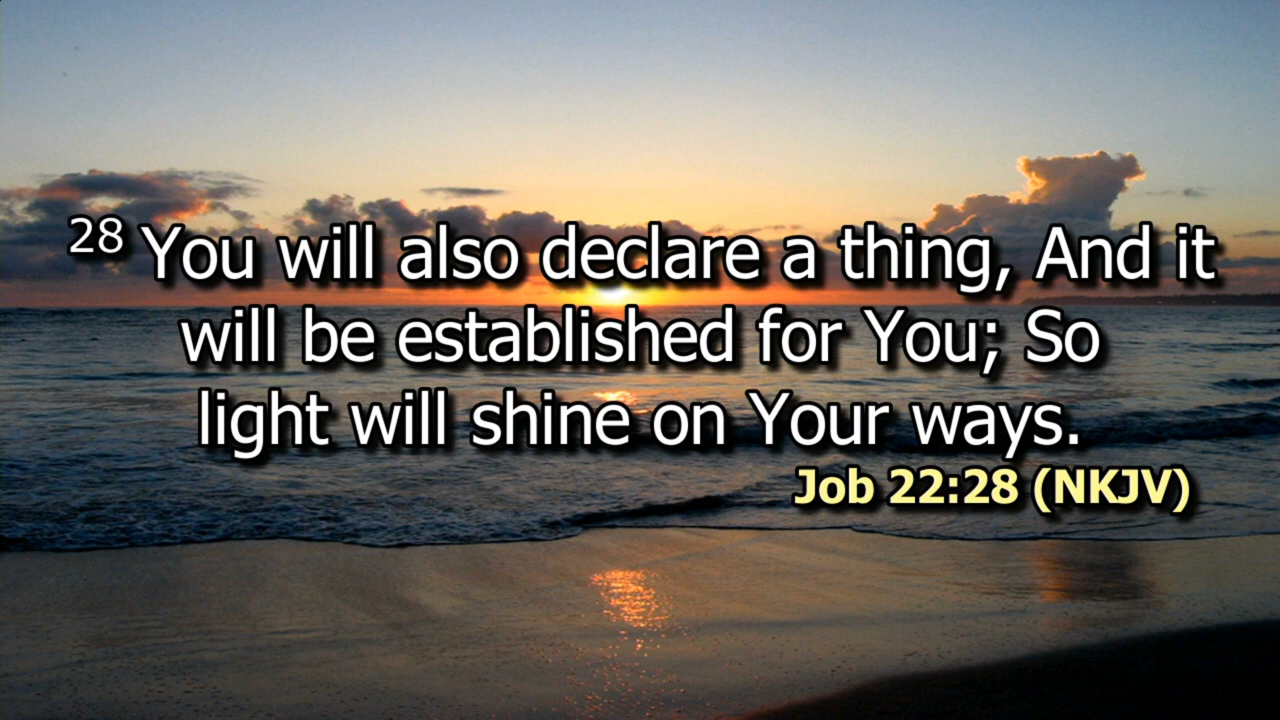 28 You will also declare a thing, And it
will be established for You; So
light will shine on Your ways.
Job 22:28 (NKJV)